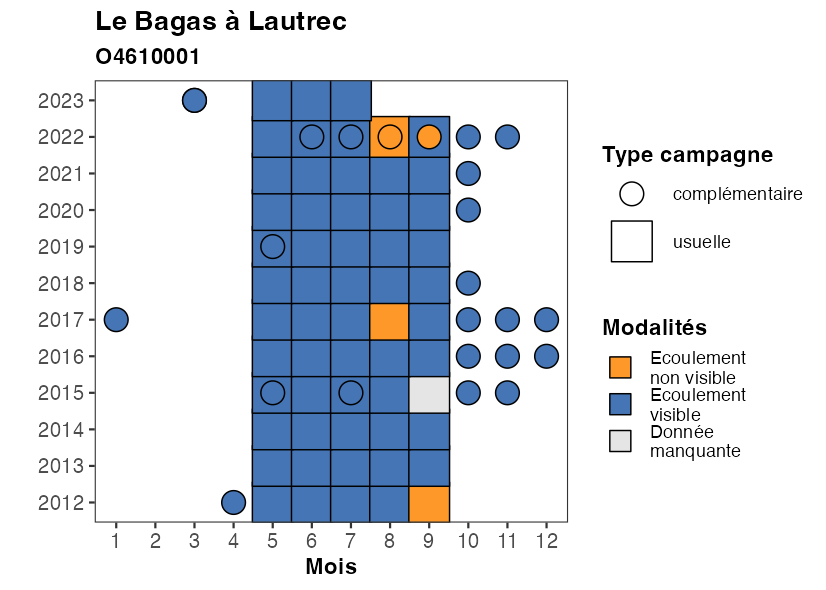 Le Bagas à Lautrec
O4610001
2023
2022
2021
2020
2019
2018
2017
2016
2015
2014
2013
2012
1 2 3 4 5 6 7 8 9 10 11 12
Mois
Type campagne
complémentaire
usuelle
Modalités
Ecoulement
non visible
Ecoulement
visible
Donnée
manquante